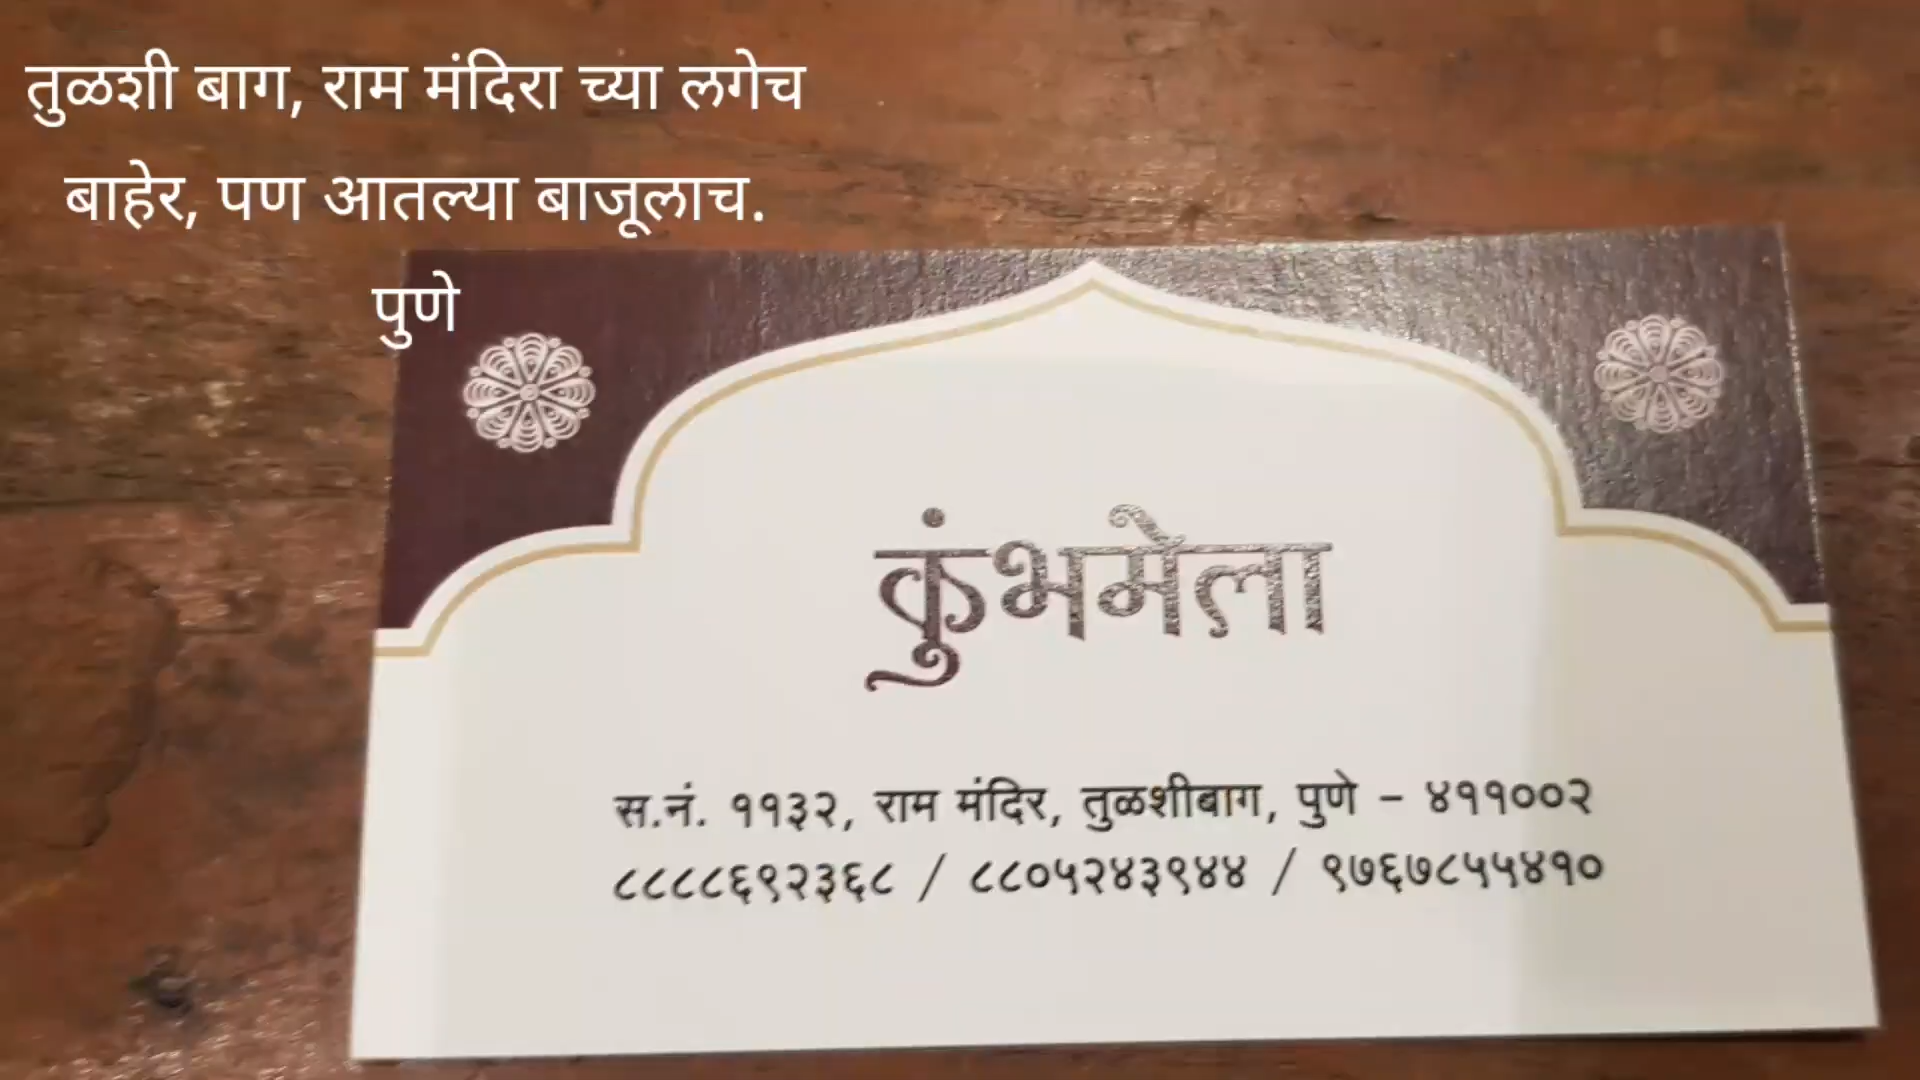 तुळशी बाग, राम मंदिरा च्या लगेच
बाहेर, पण आतल्या बाजूलाच.
पुणे
कुंभमेला
स.नं. ११३२, राम मंदिर, तुळशीबाग, पुणे – ४११००२
८८८८६९२३६८ / ८८०५२४३९४४ / ९७६७८५५४१०